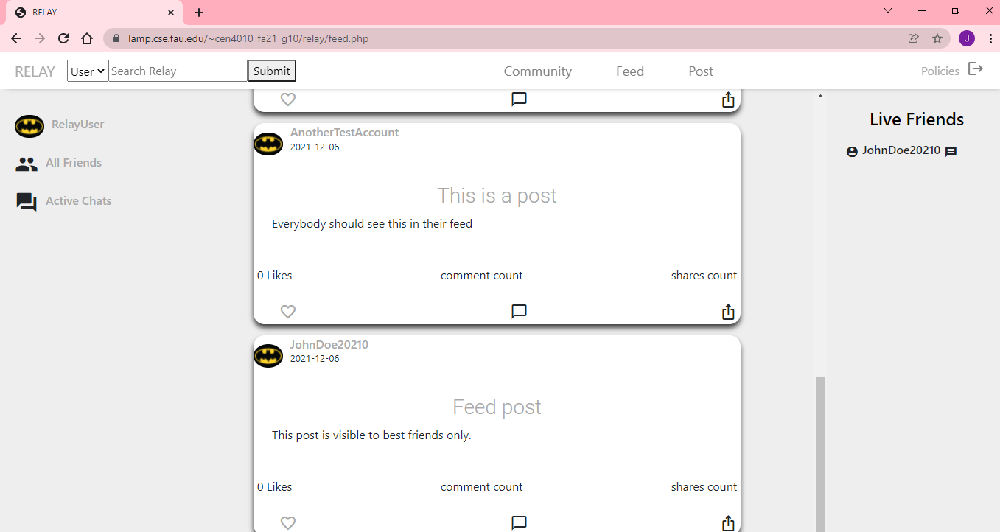 RELAY
lamp.cse.fau.edu/~cen4010_fa21_g10/relay/feed.php
J
RELAY User Search Relay Submit Community Feed Post Policies
RelayUser
All Friends
Active Chats
AnotherTestAccount
2021-12-06
This is a post
Everybody should see this in their feed
0 Likes comment count shares count
JohnDoe20210
2021-12-06
Feed post
This post is visible to best friends only.
0 Likes comment count shares count
Live Friends
JohnDoe20210